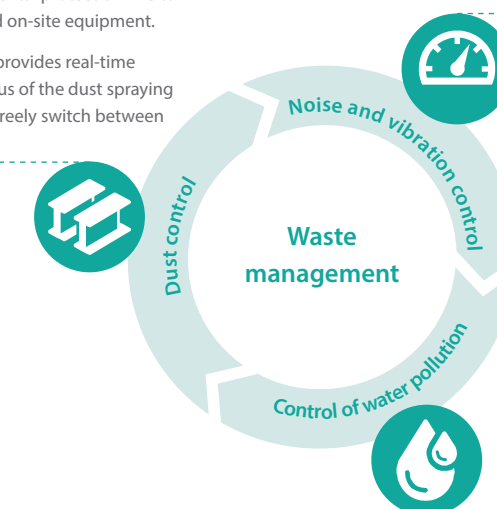 d on-site equipment.
provides real-time
us of the dust spraying
reely switch between
Noise and vibration control
Dust control
Waste
management
Control of water pollution